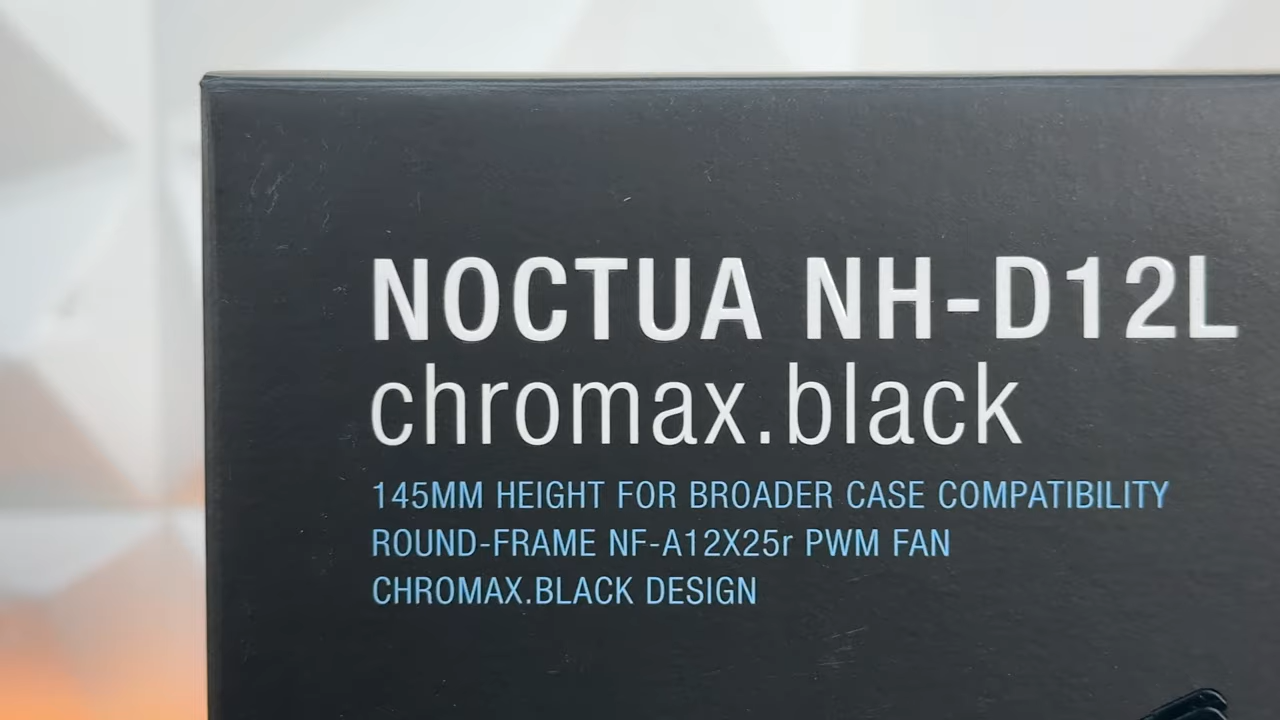 NOCTUA NH-D12L
chromax.black
145MM HEIGHT FOR BROADER CASE COMPATIBILITY
ROUND-FRAME NF-A12X25r PWM FAN
CHROMAX.BLACK DESIGN